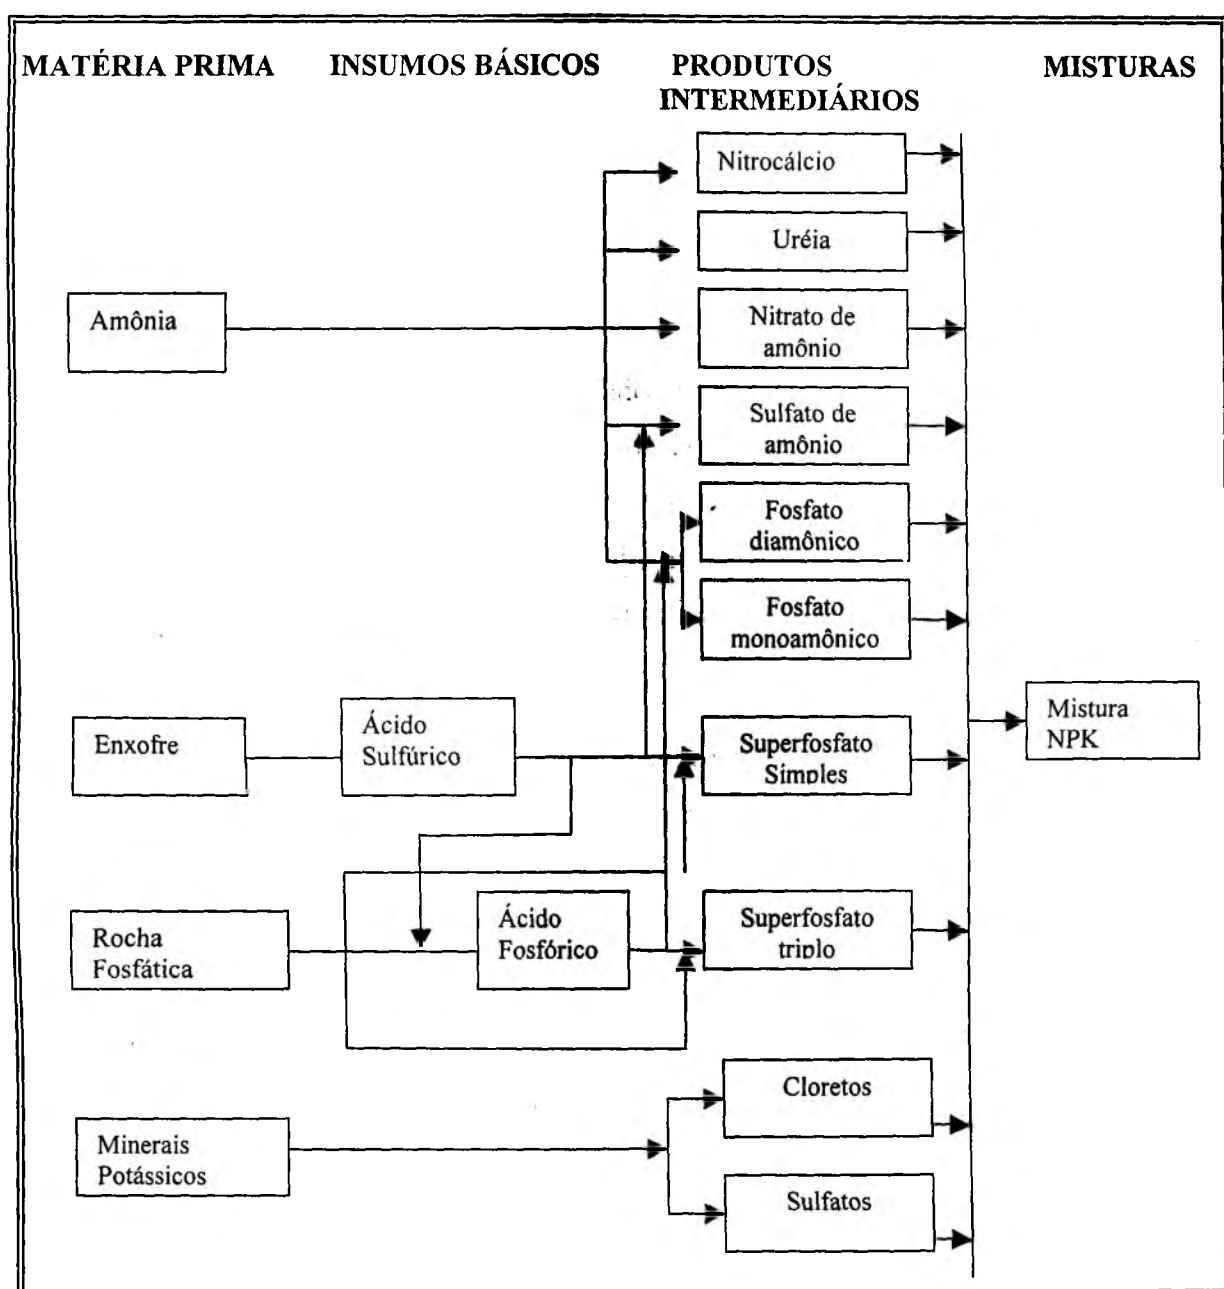 MATÉRIA PRIMA INSUMOS BÁSICOS PRODUTOS MISTURAS
INTERMEDIÁRIOS
Nitrocálcio
Uréia
Amônia
Nitrato de
amônio
Sulfato de
amônio
Fosfato
diamônico
Fosfato
monoamônico
Enxofre
Ácido
Sulfúrico
Superfosfato
Simples
Mistura
NPK
Rocha
Fosfática
Ácido
Fosfórico
Superfosfato
triplo
Minerais
Potássicos
Cloretos
Sulfatos